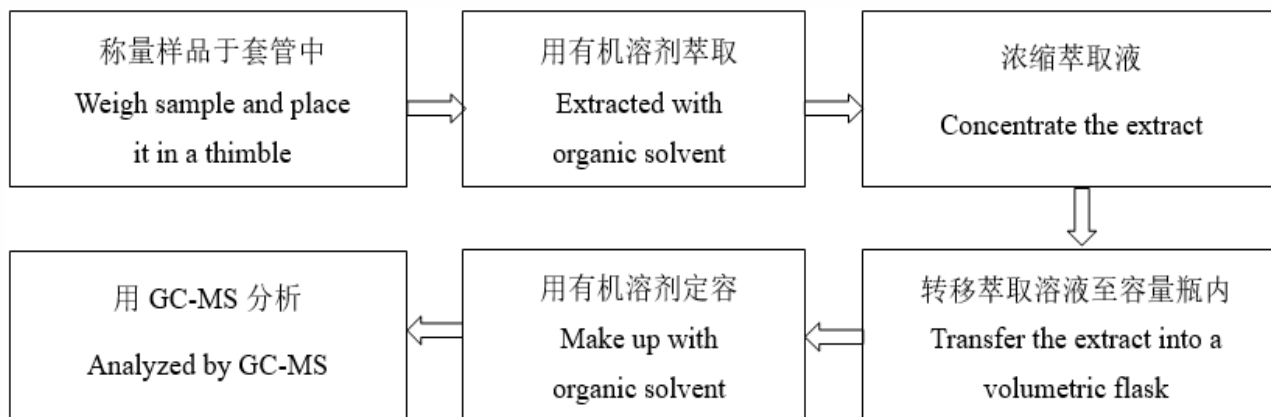 称量样品于套管中
Weigh sample and place
it in a thimble
用有机溶剂萃取
Extracted with
organic solvent
浓缩萃取液
Concentrate the extract
转移萃取溶液至容量瓶内
Transfer the extract into a
volumetric flask
用有机溶剂定容
Make up with
organic solvent
用 GC-MS 分析
Analyzed by GC-MS